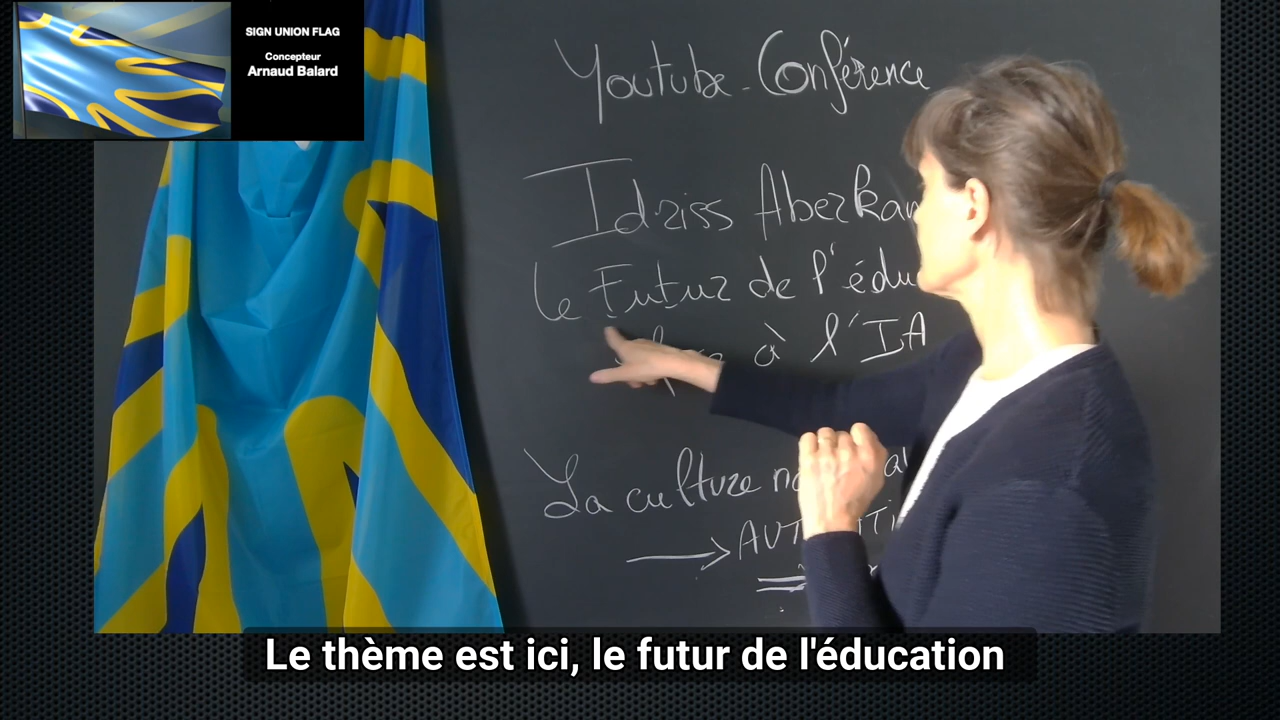 SIGN UNION FLAG
Concepteur
Arnaud Balard
Youtube - Conférence
Idriss Aberkan
Le Futur de l'édu
à l'IA
La culture
Le thème est ici, le futur de l'éducation